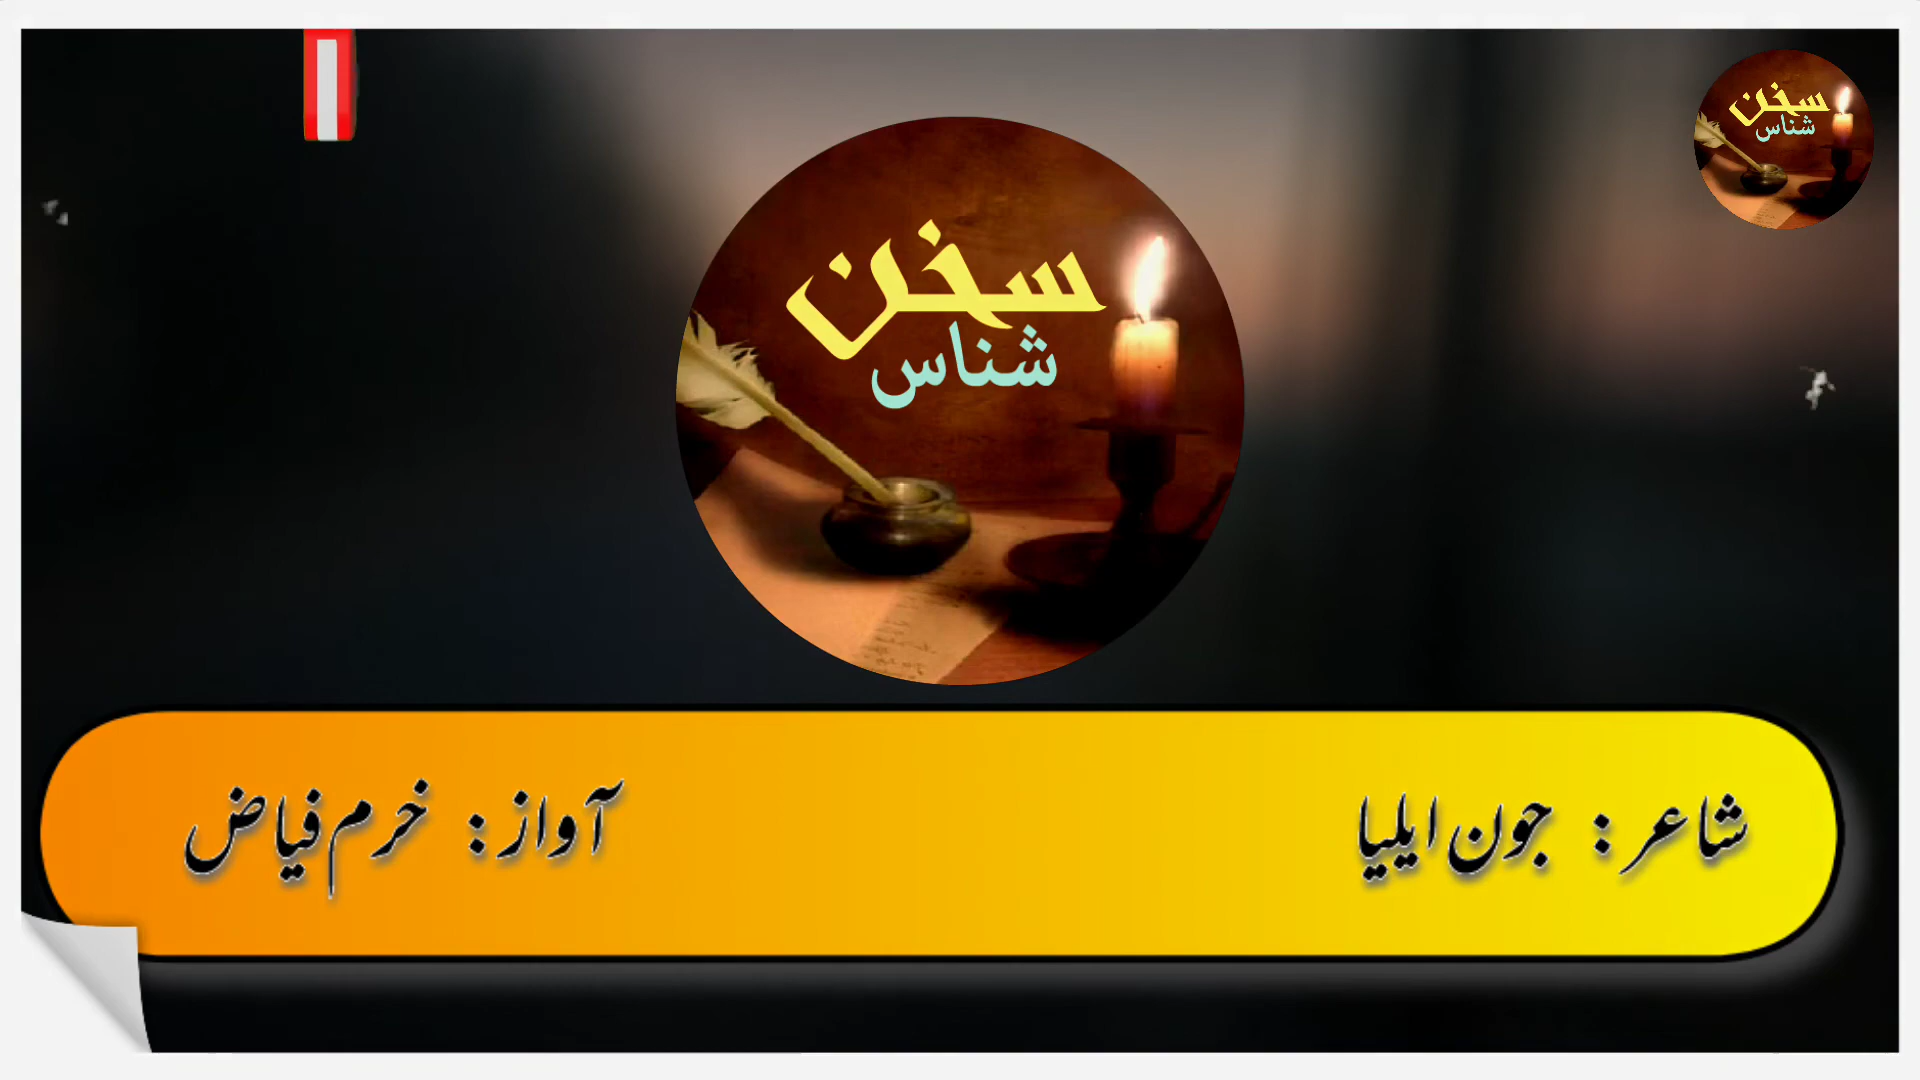 سخن
شناس
سخن
شناس
شاعر : جون ایلیا
آواز : خرم فیاض